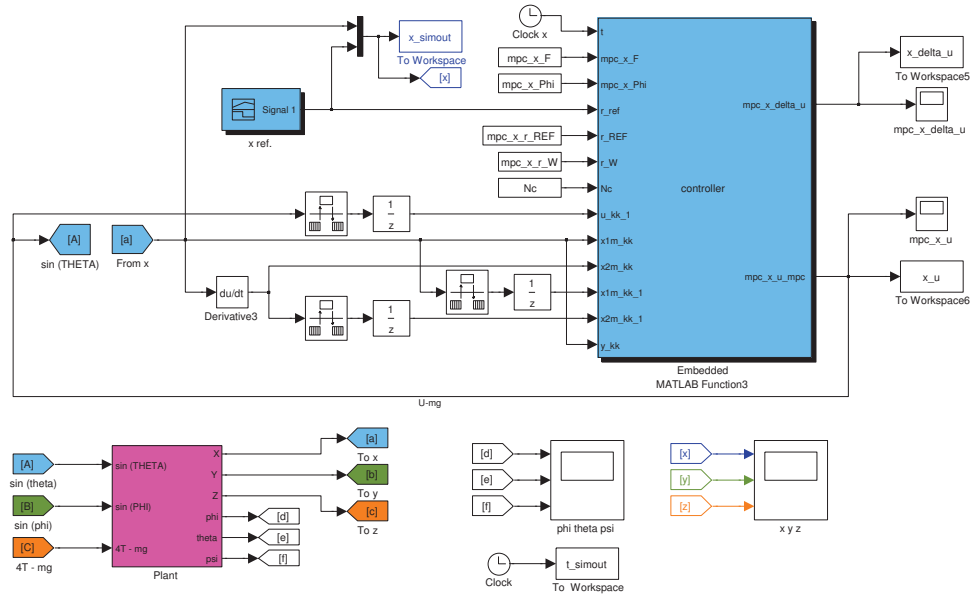 x_simout
To Workspace
[x]
Signal 1
x ref.
Clock x
mpc_x_F
mpc_x_Phi
mpc_x_r_REF
mpc_x_r_W
Nc
t
mpc_x_F
mpc_x_Phi
r_ref
r_REF
r_W
Nc
u_kk_1
x1m_kk
x2m_kk
x1m_kk_1
x2m_kk_1
y_kk
controller
mpc_x_delta_u
mpc_x_u_mpc
Embedded
MATLAB Function3
x_delta_u
To Workspace5
mpc_x_delta_u
mpc_x_u
x_u
To Workspace6
1
z
[A]
sin (THETA)
[a]
From x
du/dt
Derivative3
1
z
1
z
U-mg
[A]
sin (theta)
[B]
sin (phi)
[C]
4T - mg
sin (THETA)
sin (PHI)
4T - mg
X
Y
Z
phi
theta
psi
Plant
[a]
To x
[b]
To y
[c]
To z
[d]
[e]
[f]
[d]
[e]
[f]
phi theta psi
[x]
[y]
[z]
x y z
Clock
t_simout
To Workspace